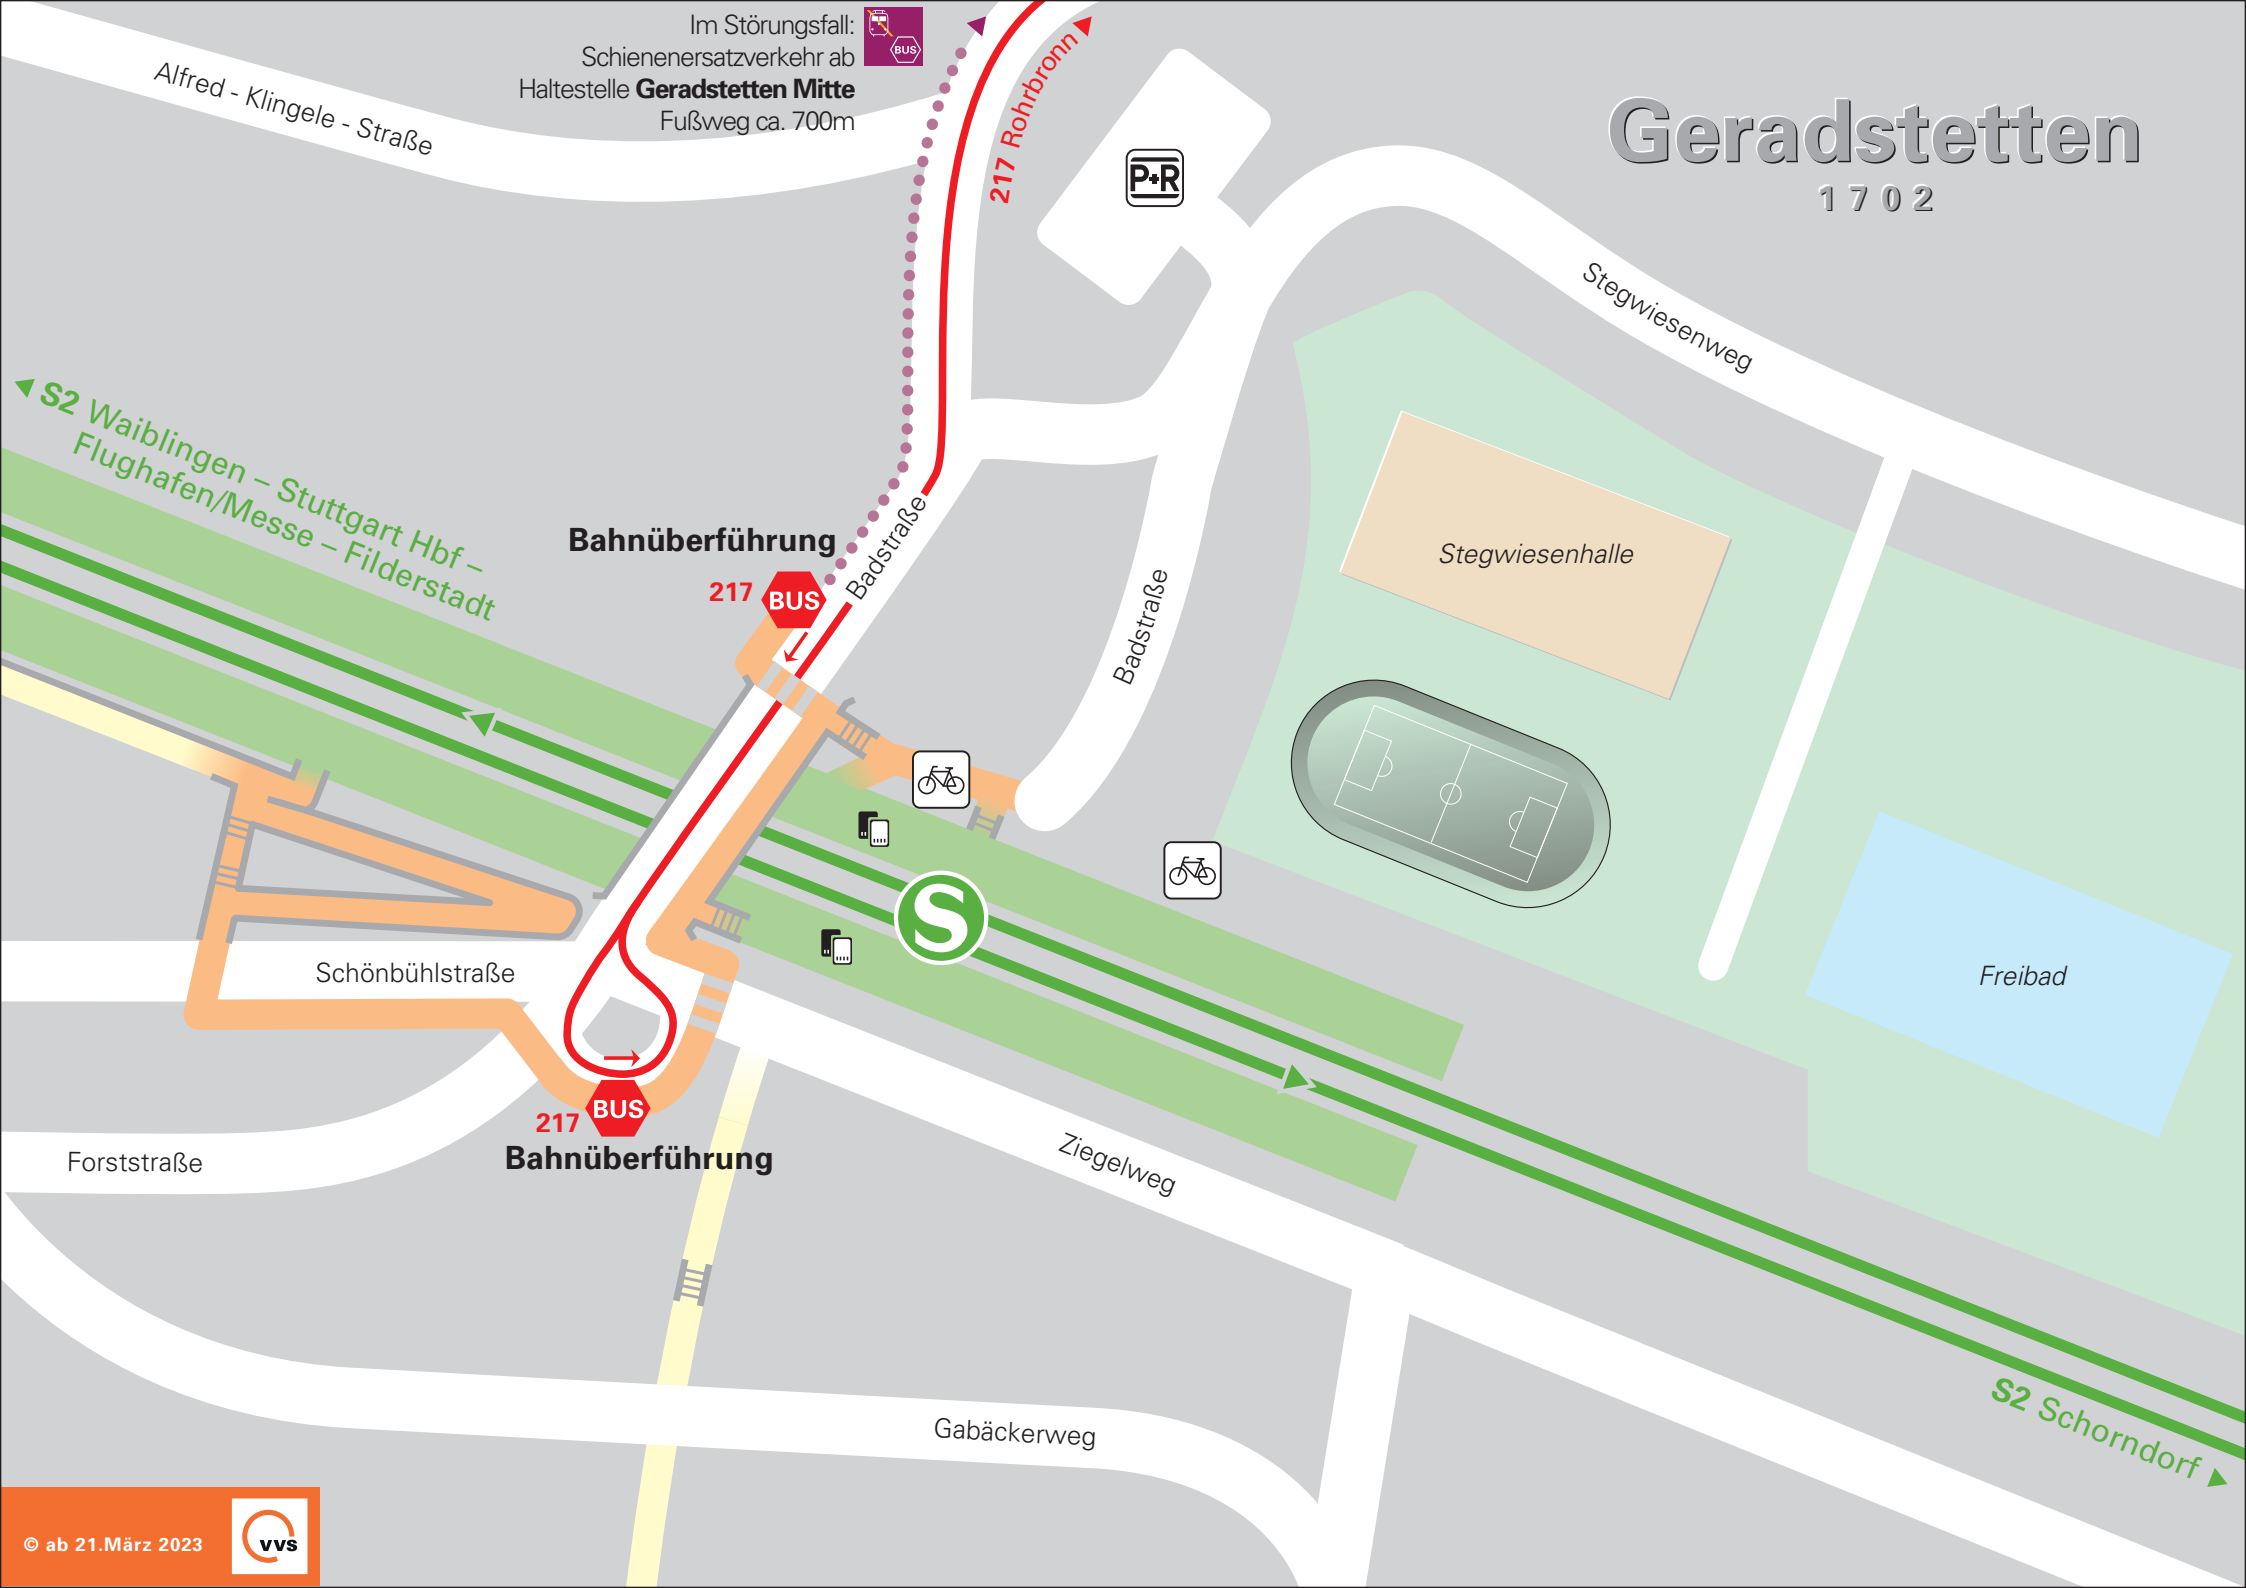 Im Störungsfall:
Schienenersatzverkehr ab
Haltestelle Geradstetten Mitte
Fußweg ca. 700m
BUS
217 Rohrbronn
Alfred - Klingele - Straße
P+R
Geradstetten
1702
Stegwiesenweg
S2 Waiblingen – Stuttgart Hbf –
Flughafen/Messe – Filderstadt
Bahnüberführung
217
BUS
Badstraße
Badstraße
Stegwiesenhalle
S
Freibad
Schönbühlstraße
217
BUS
Bahnüberführung
Forststraße
Ziegelweg
Gabäckerweg
S2 Schorndorf
© ab 21.März 2023
vvs